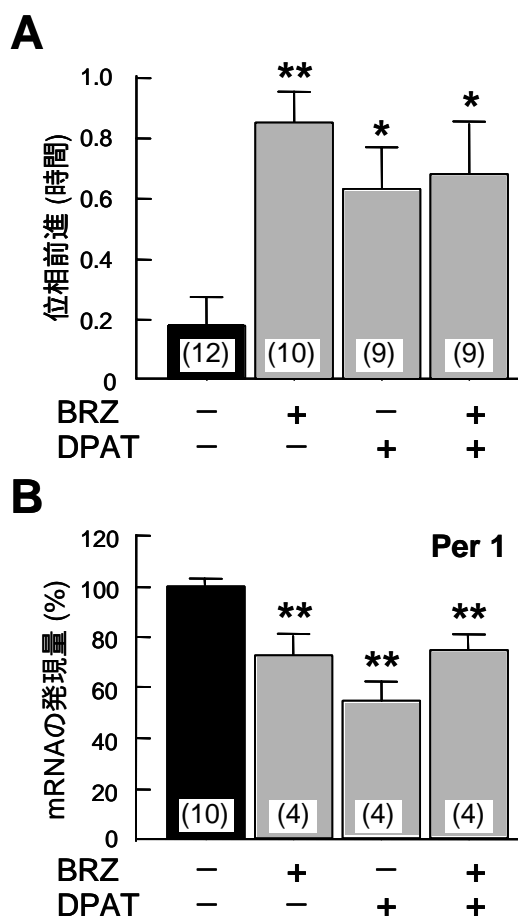 A
位相前進 (時間)
1.0
0.8
0.6
0.4
0.2
0
** * *
(12) (10) (9) (9)
BRZ − + − +
DPAT − − + +
B
Per 1
mRNAの発現量 (%)
120
100
80
60
40
20
0
** ** **
(10) (4) (4) (4)
BRZ − + − +
DPAT − − + +